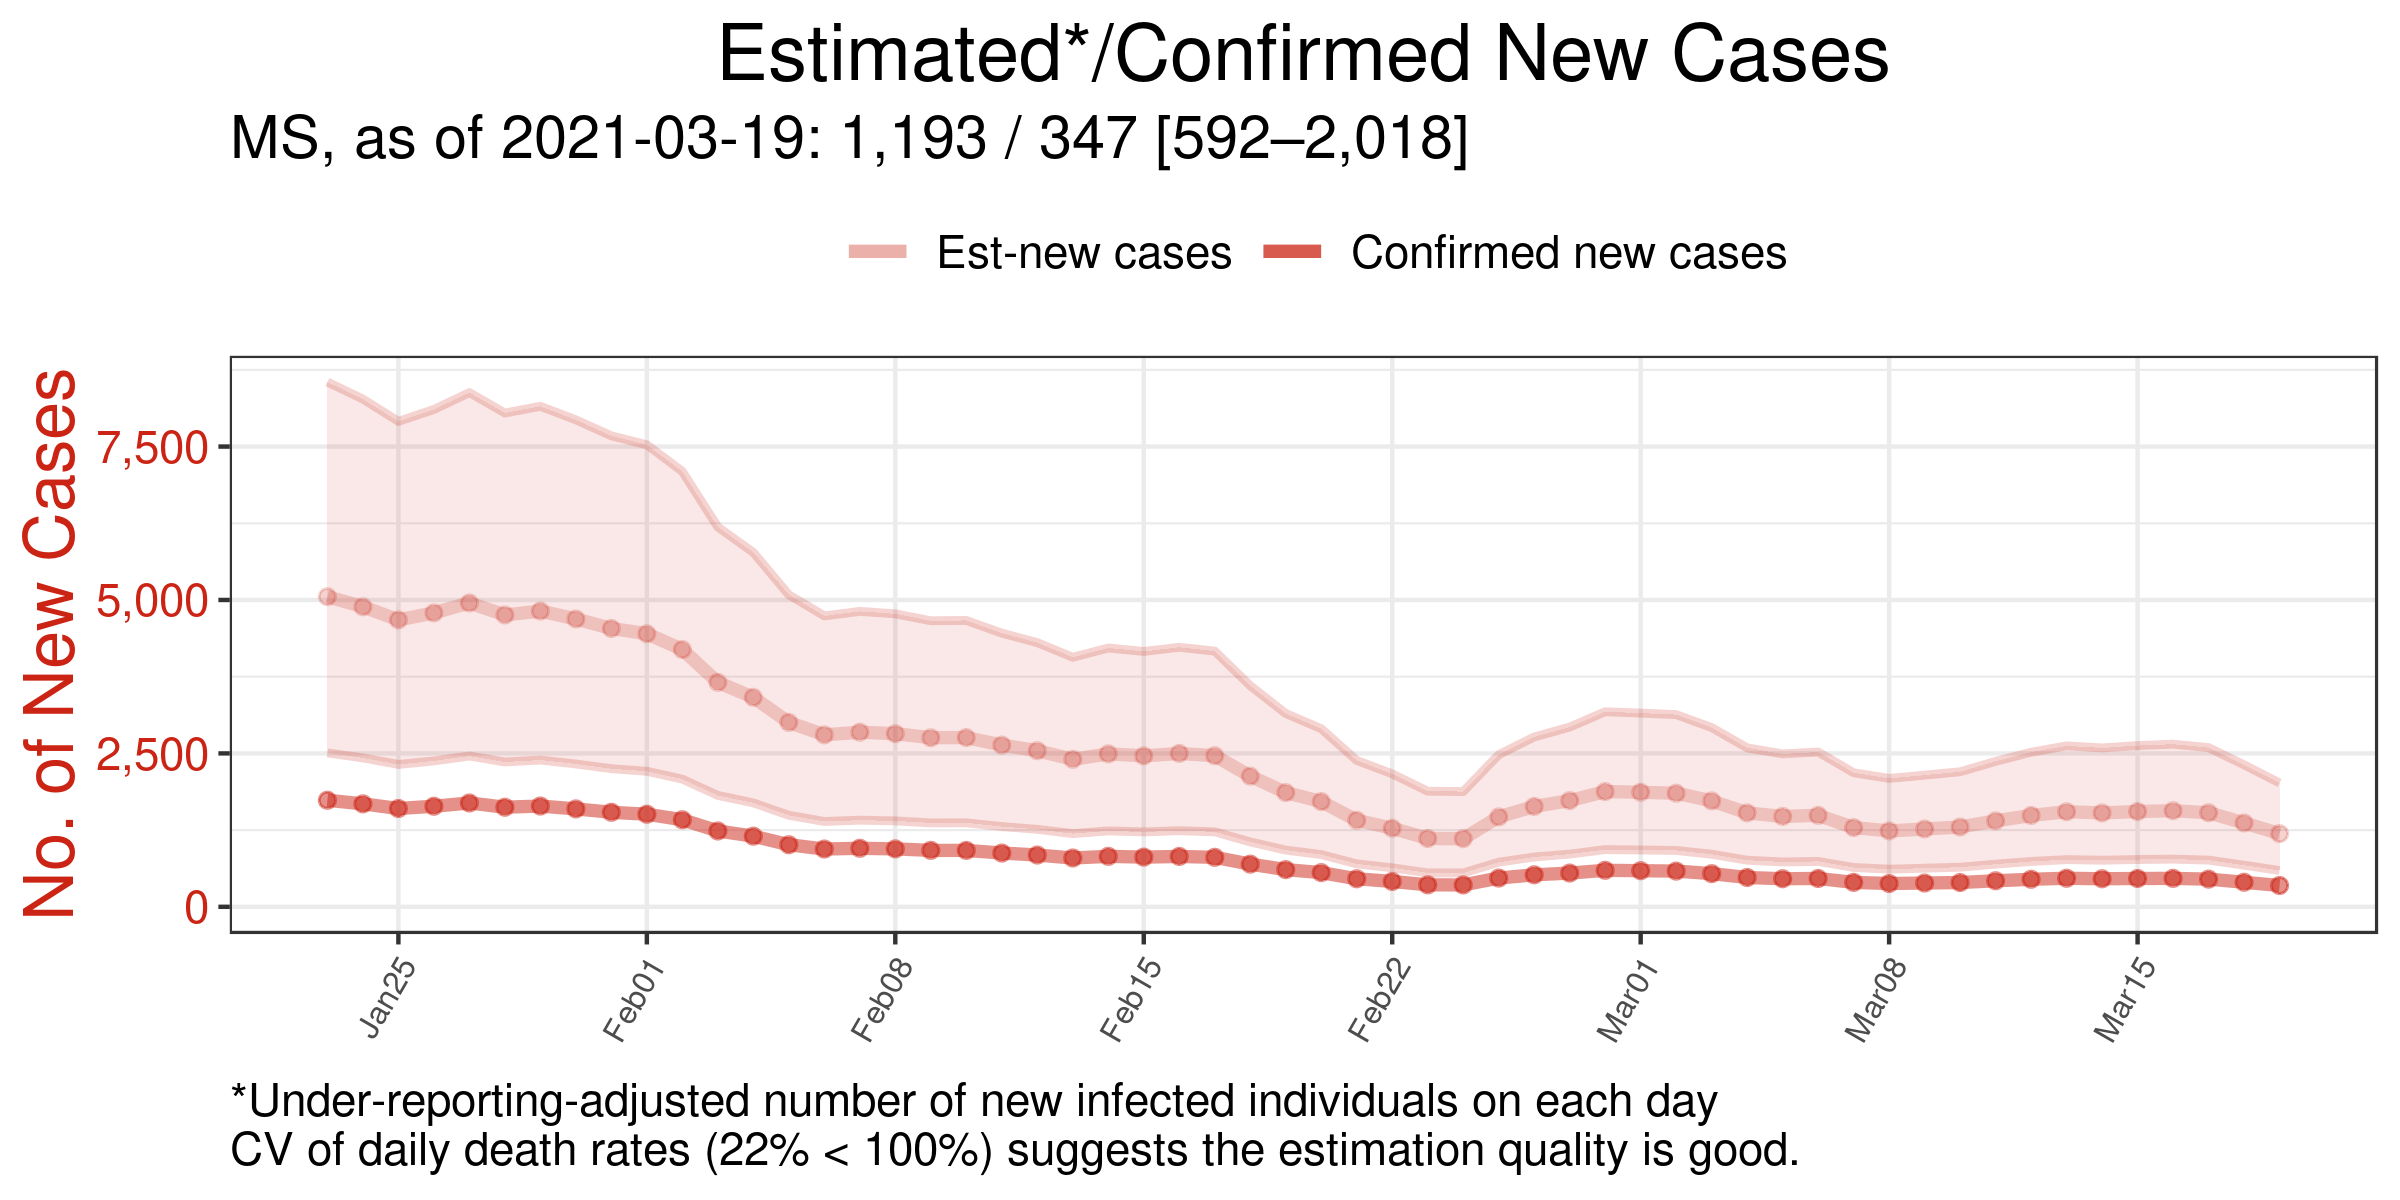 Estimated*/Confirmed New Cases
MS, as of 2021-03-19: 1,193 / 347 [592–2,018]
Est-new cases
Confirmed new cases
No. of New Cases
7,500
5,000
2,500
0
Jan25
Feb01
Feb08
Feb15
Feb22
Mar01
Mar08
Mar15
*Under-reporting-adjusted number of new infected individuals on each day
CV of daily death rates (22% < 100%) suggests the estimation quality is good.